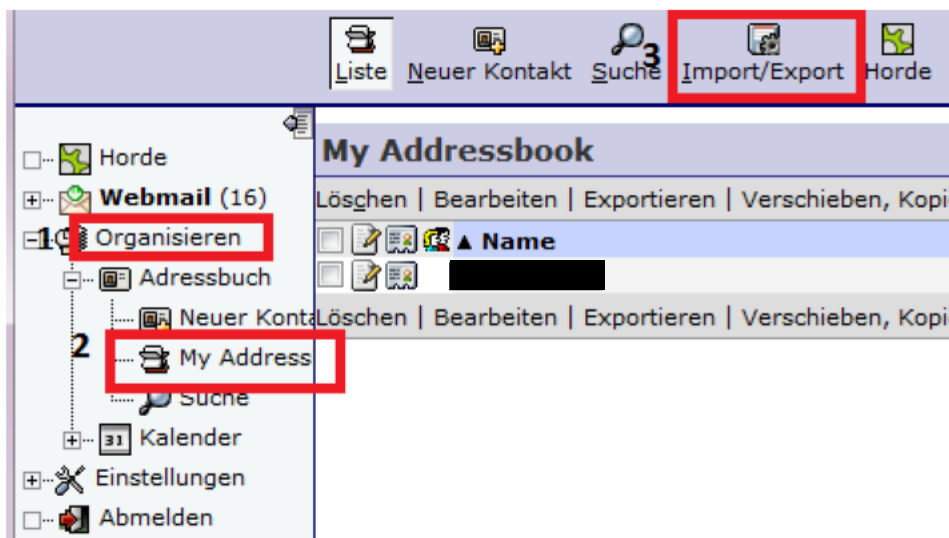 Liste Neuer Kontakt Suche 3 Import/Export Horde
My Addressbook
Löschen | Bearbeiten | Exportieren | Verschieben, Kopi
▲ Name
Löschen | Bearbeiten | Exportieren | Verschieben, Kopi
Horde
Webmail (16)
1 Organisieren
Adressbuch
Neuer Konta
2 My Address
Suche
31 Kalender
Einstellungen
Abmelden